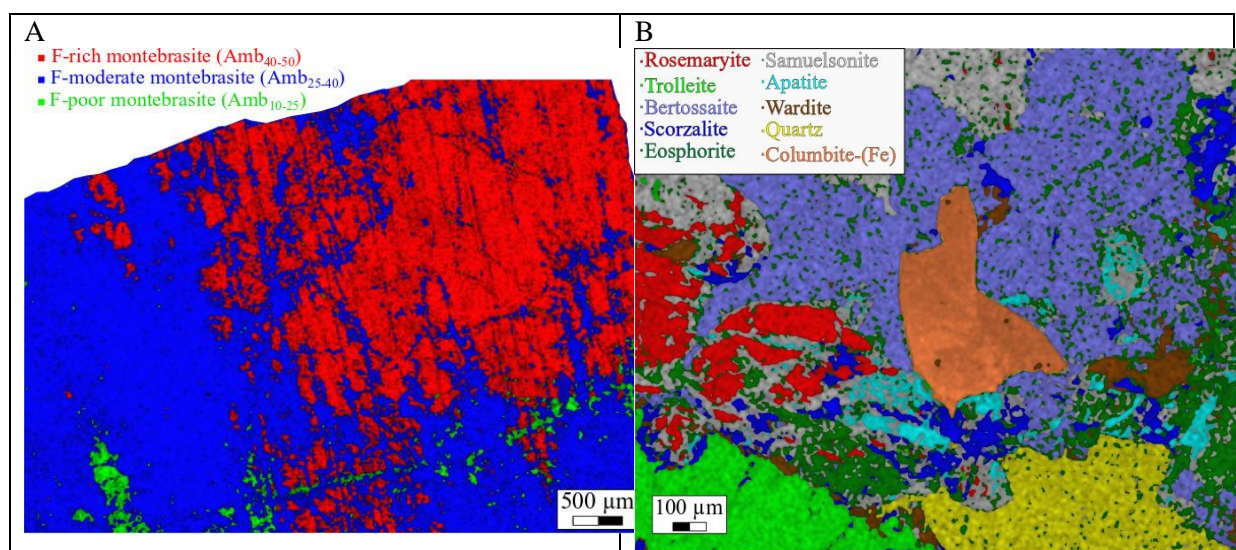 A
F-rich montebrasite (Amb40-50)
F-moderate montebrasite (Amb25-40)
F-poor montebrasite (Amb10-25)
500 µm
B
Rosemaryite
Trolleite
Bertossaite
Scorzalite
Eosphorite
Samuelsonite
Apatite
Wardite
Quartz
Columbite-(Fe)
100 µm